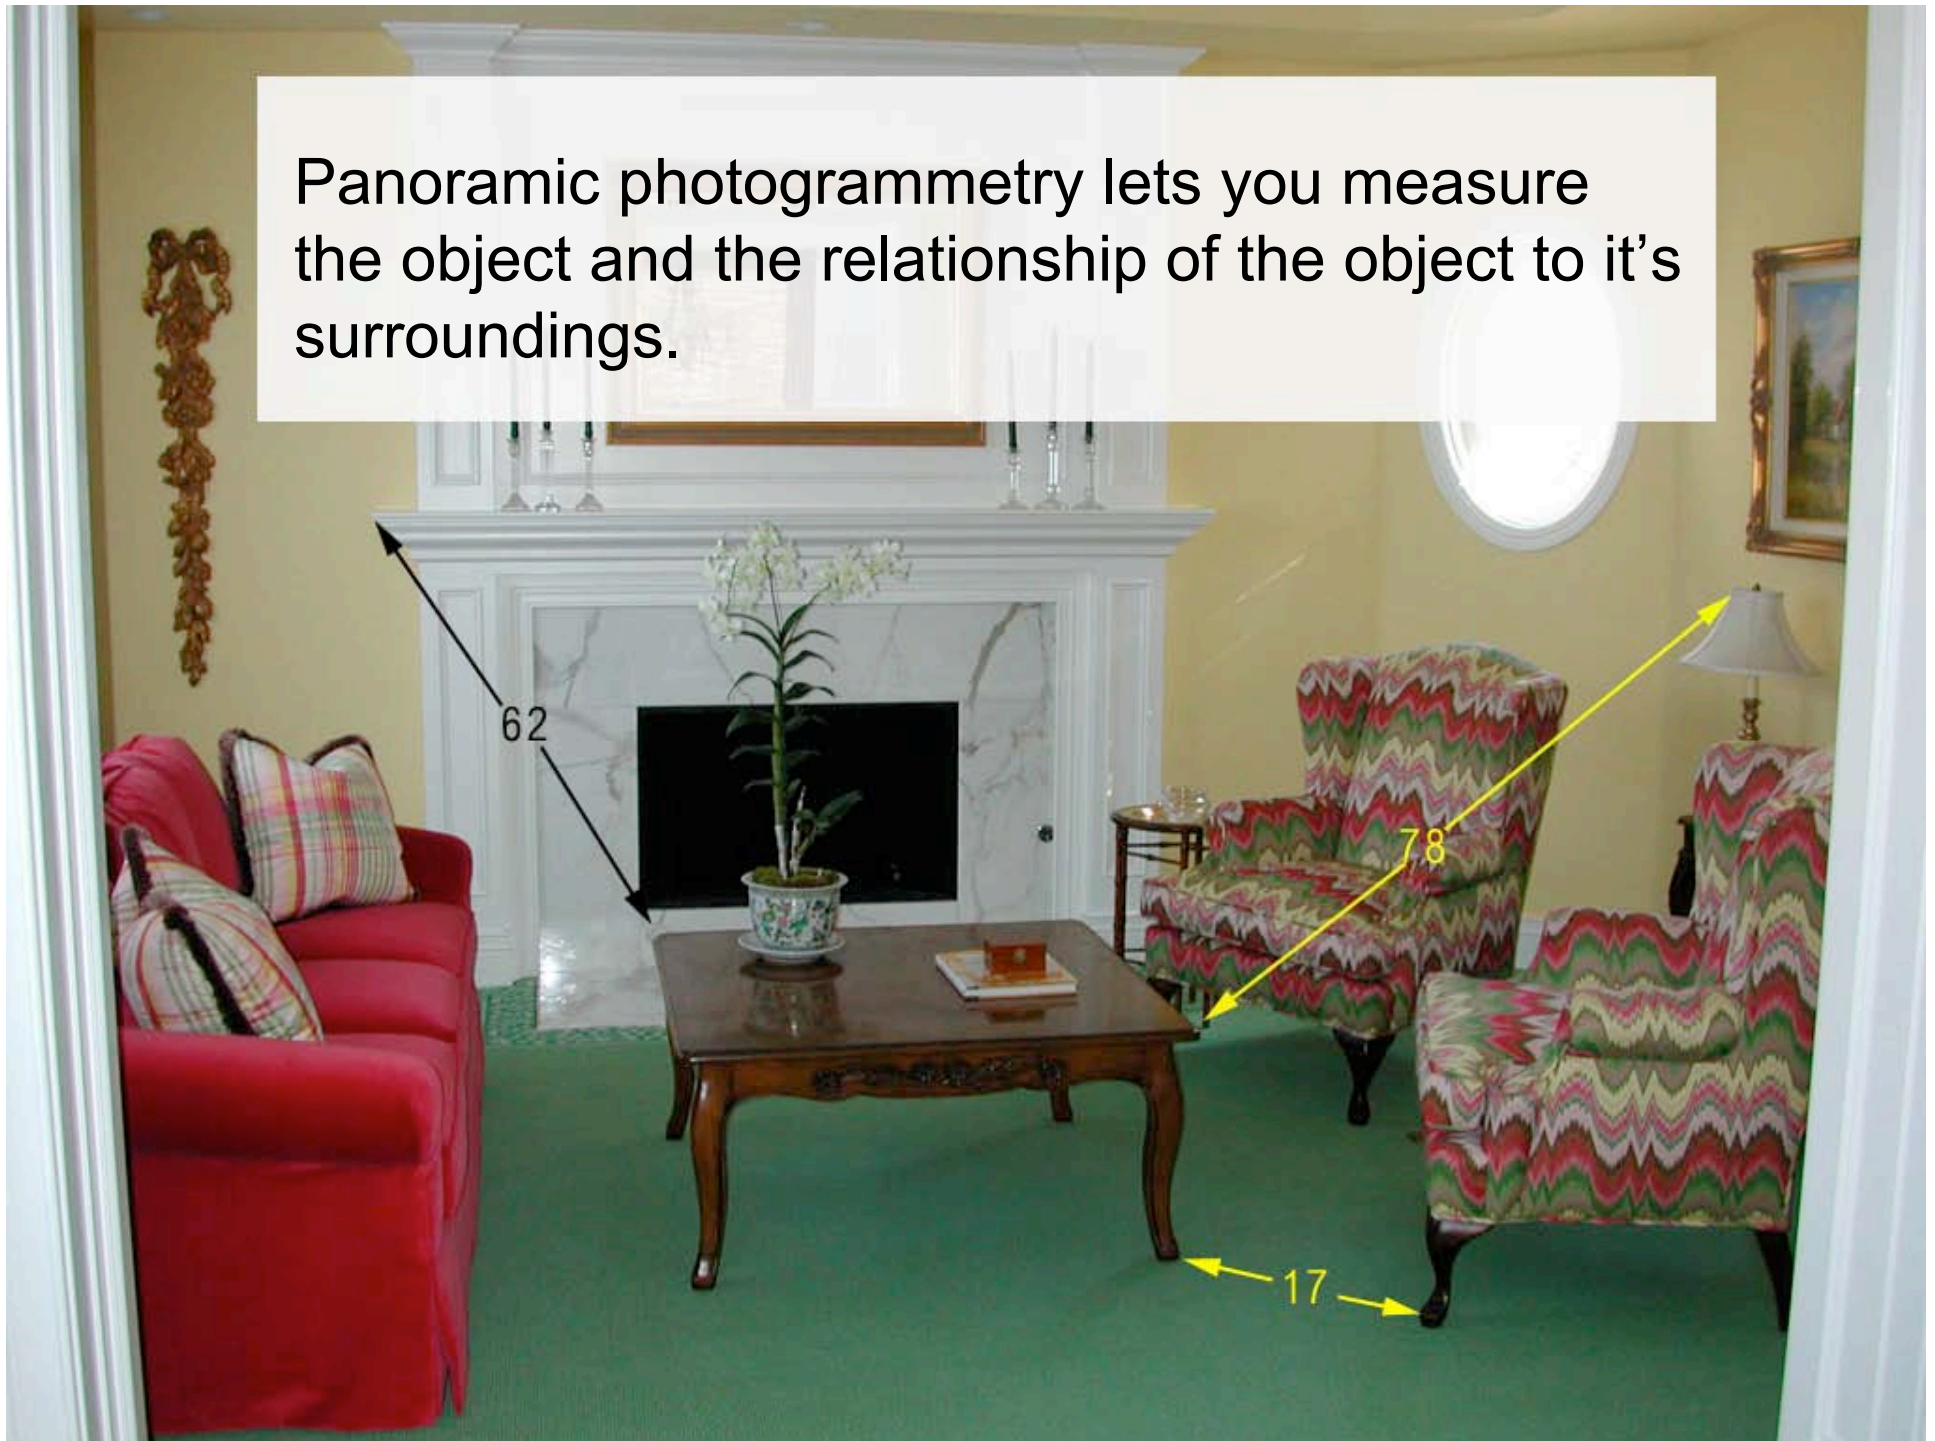 Panoramic photogrammetry lets you measure
the object and the relationship of the object to it’s
surroundings.
62
78
17